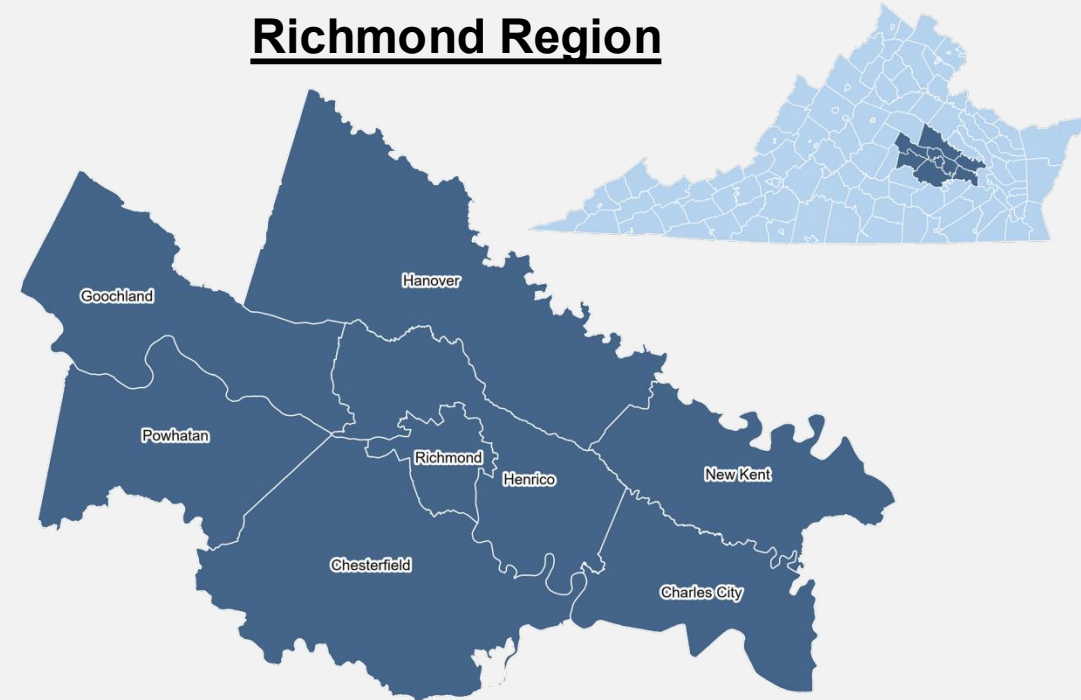 Richmond Region
Hanover
Goochland
Powhatan
Richmond
Henrico
New Kent
Chesterfield
Charles City